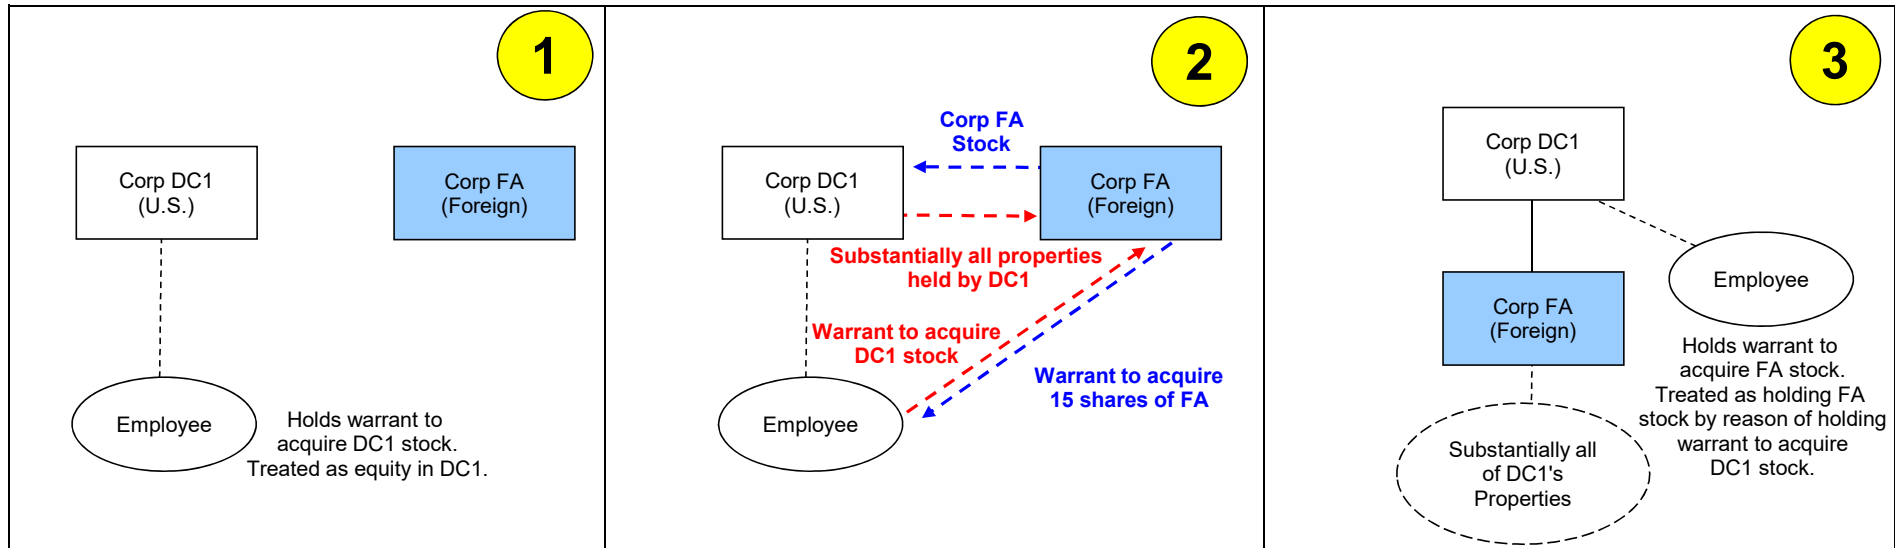 1
Corp DC1
(U.S.)
Corp FA
(Foreign)
Employee
Holds warrant to
acquire DC1 stock.
Treated as equity in DC1.
2
Corp FA
Stock
Corp DC1
(U.S.)
Corp FA
(Foreign)
Substantially all properties
held by DC1
Warrant to acquire
DC1 stock
Warrant to acquire
15 shares of FA
Employee
3
Corp DC1
(U.S.)
Employee
Corp FA
(Foreign)
Holds warrant to
acquire FA stock.
Treated as holding FA
stock by reason of holding
warrant to acquire
DC1 stock.
Substantially all
of DC1's
Properties